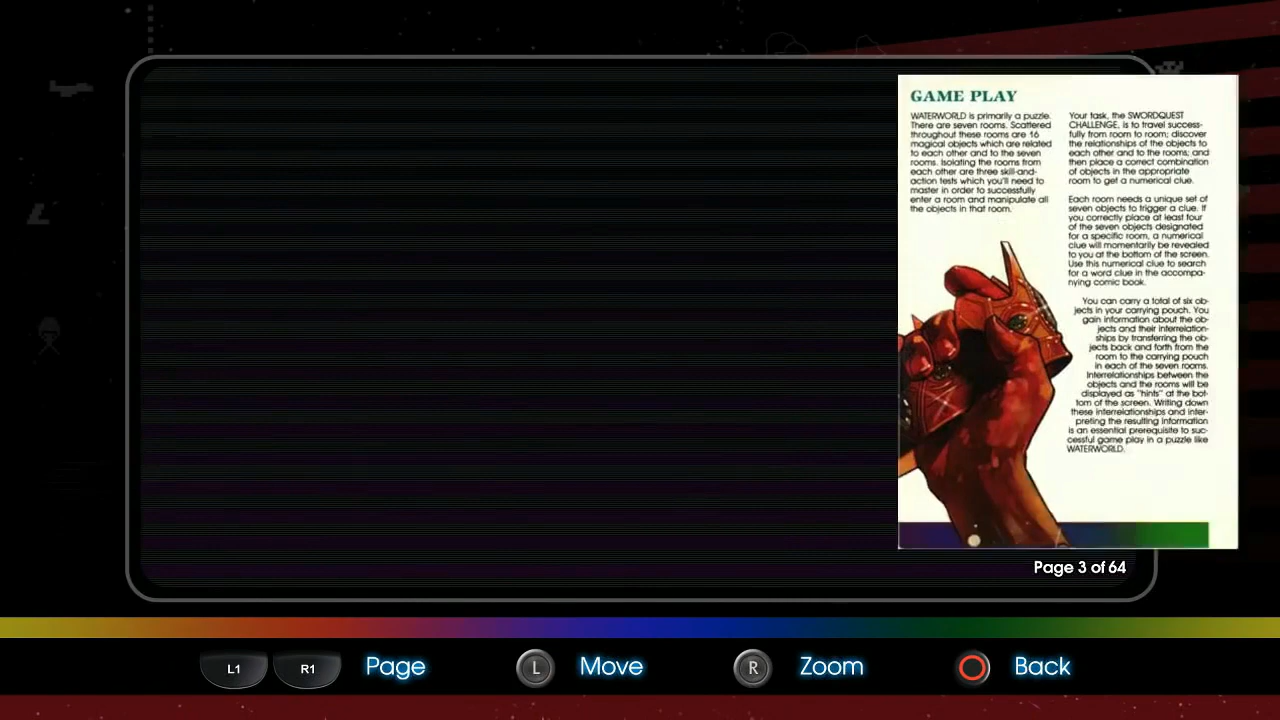 GAME PLAY
WATERWORLD is primarily a puzzle.
There are seven rooms. Scattered
throughout these rooms are 16
magical objects which are related
to each other and to the seven
rooms. Isolating the rooms from
each other are three skill-and-
action tests which you'll need to
master in order to successfully
enter a room and manipulate all
the objects in that room.
Your task, the SWORDQUEST
CHALLENGE, is to travel success-
fully from room to room; discover
the relationships of the objects to
each other and to the rooms; and
then place a correct combination
of objects in the appropriate
room to get a numerical clue.
Each room needs a unique set of
seven objects to trigger a clue. If
you correctly place at least four
of the seven objects designated
for a specific room, a numerical
clue will momentarily be revealed
to you at the bottom of the screen.
Use this numerical clue to search
for a word clue in the accompa-
nying comic book.
You can carry a total of six ob-
jects in your carrying pouch. You
gain information about the ob-
jects and their interrelation-
ships by transferring the ob-
jects back and forth from the
room to the carrying pouch
in each of the seven rooms.
Interrelationships between the
objects and the rooms will be
displayed as "hints" at the bot-
tom of the screen. Writing down
these interrelationships and inter-
preting the resulting information
is an essential prerequisite to suc-
cessful game play in a puzzle like
WATERWORLD.
Page 3 of 64
L1 R1 Page L Move R Zoom Back